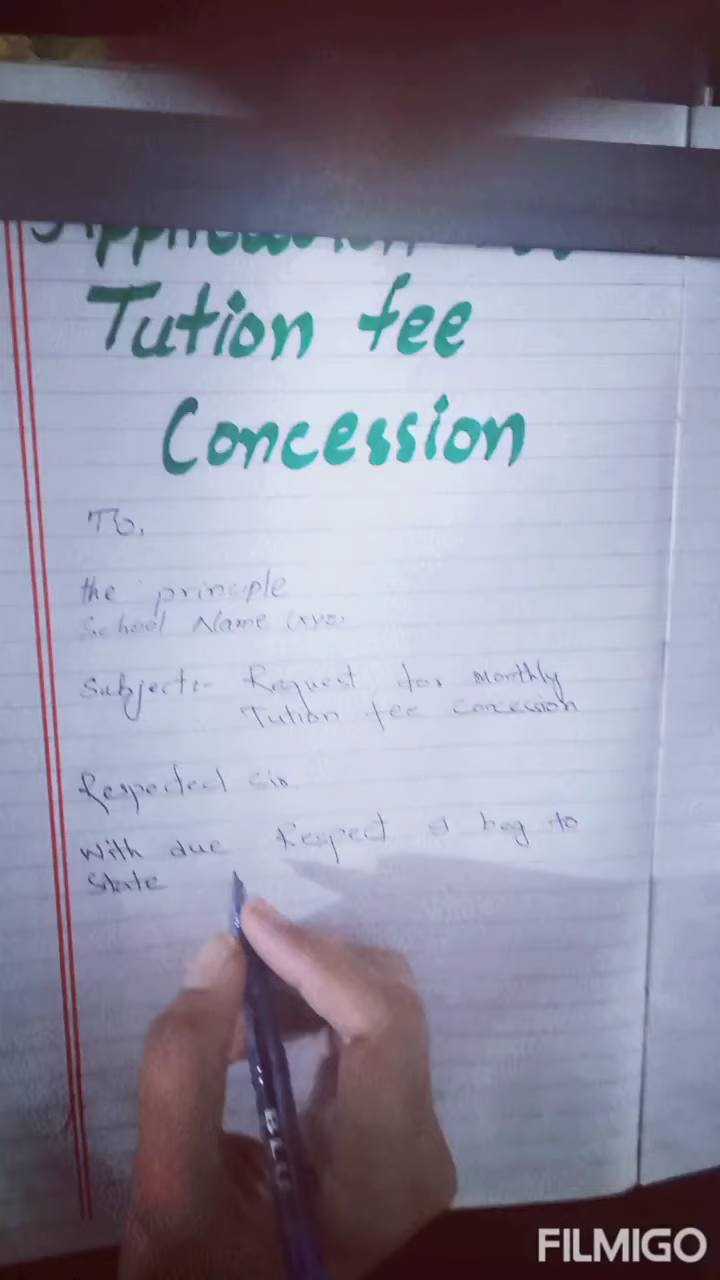 Tution fee
Concession
To,
the principle
School Name
Subject:- Request for Monthly
Tution fee concession
Respected Sir
With due Respect I beg to
State
BLU
FILMIGO